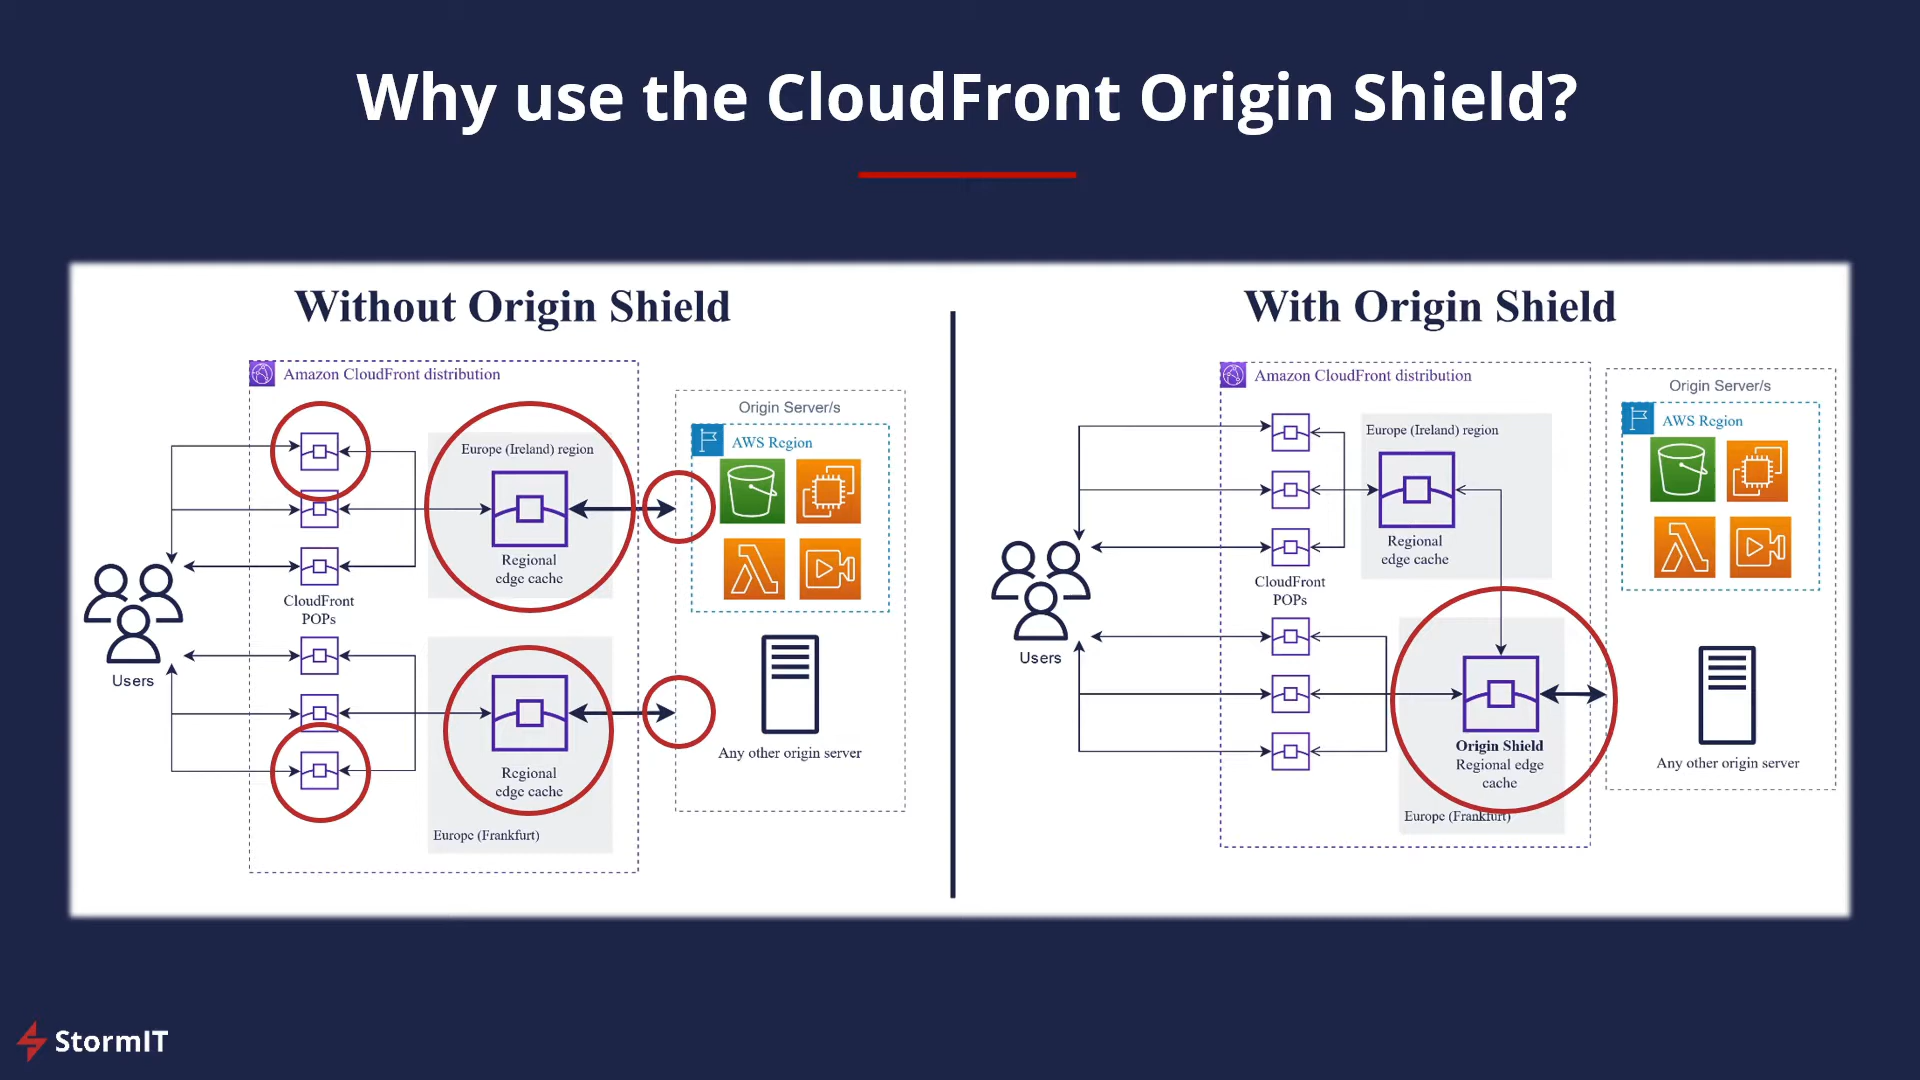 Why use the CloudFront Origin Shield?
Without Origin Shield
Amazon CloudFront distribution
Europe (Ireland) region
Regional
edge cache
CloudFront
POPs
Users
Regional
edge cache
Europe (Frankfurt)
Origin Server/s
AWS Region
Any other origin server
With Origin Shield
Amazon CloudFront distribution
Europe (Ireland) region
Regional
edge cache
CloudFront
POPs
Users
Origin Shield
Regional edge
cache
Europe (Frankfurt)
Origin Server/s
AWS Region
Any other origin server
StormIT